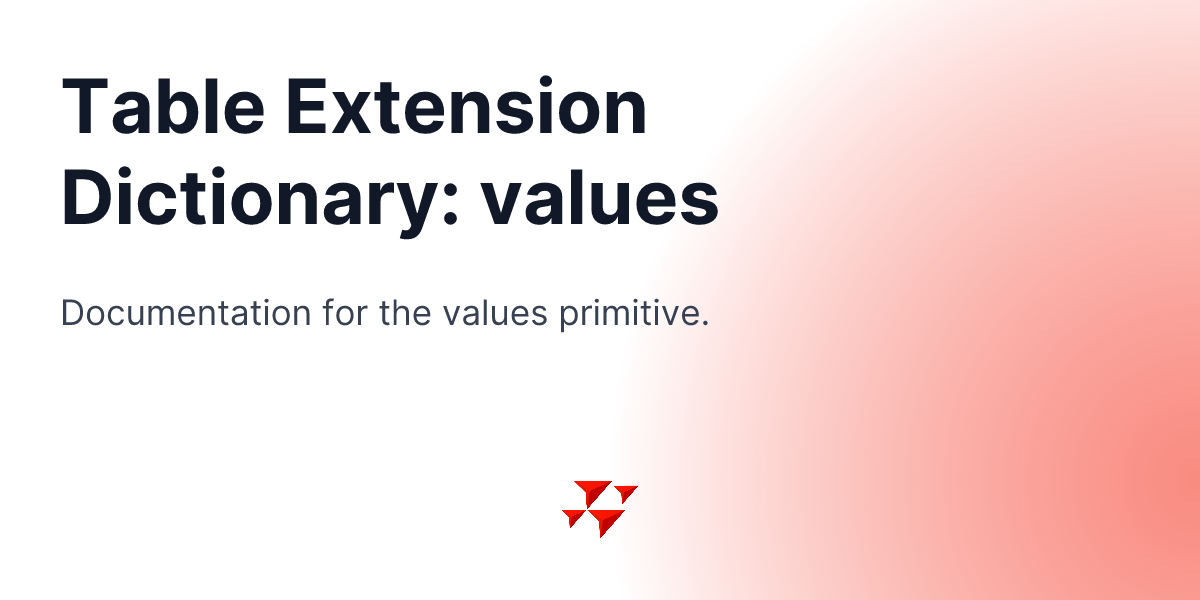 Table Extension
Dictionary: values
Documentation for the values primitive.